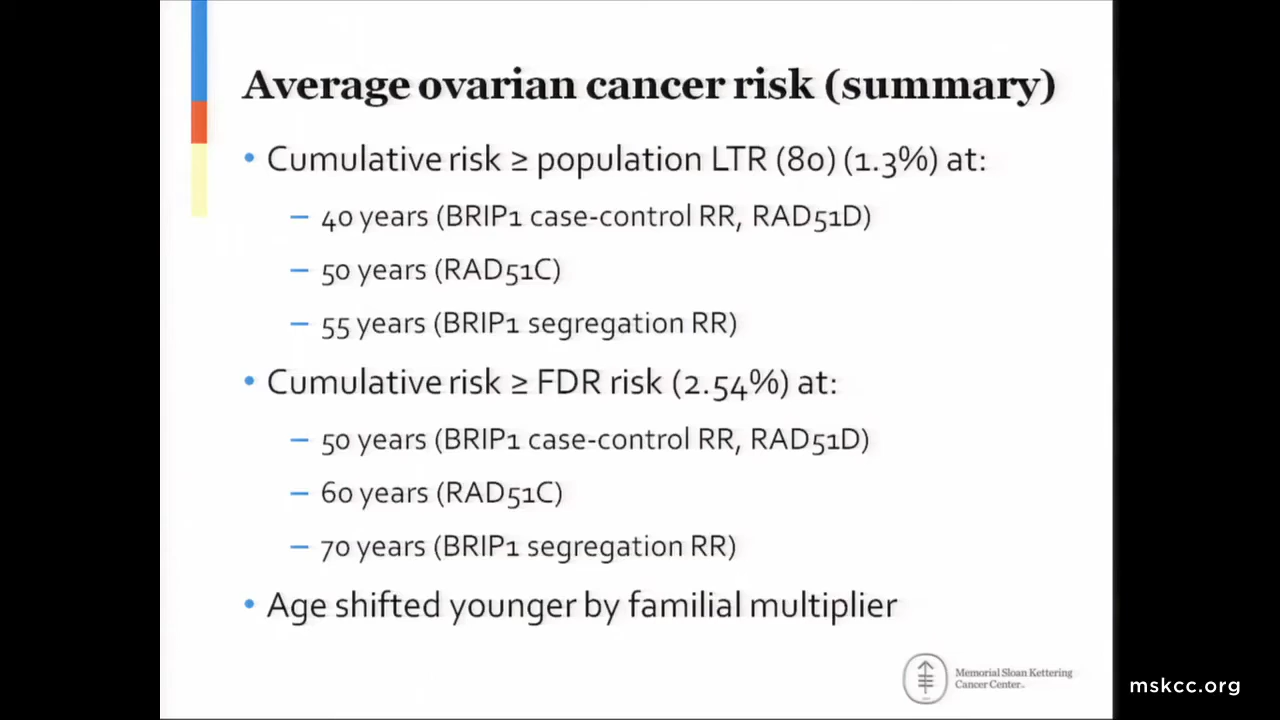 Average ovarian cancer risk (summary)
• Cumulative risk ≥ population LTR (80) (1.3%) at:
– 40 years (BRIP1 case-control RR, RAD51D)
– 50 years (RAD51C)
– 55 years (BRIP1 segregation RR)
• Cumulative risk ≥ FDR risk (2.54%) at:
– 50 years (BRIP1 case-control RR, RAD51D)
– 60 years (RAD51C)
– 70 years (BRIP1 segregation RR)
• Age shifted younger by familial multiplier
Memorial Sloan Kettering
Cancer Center
mskcc.org